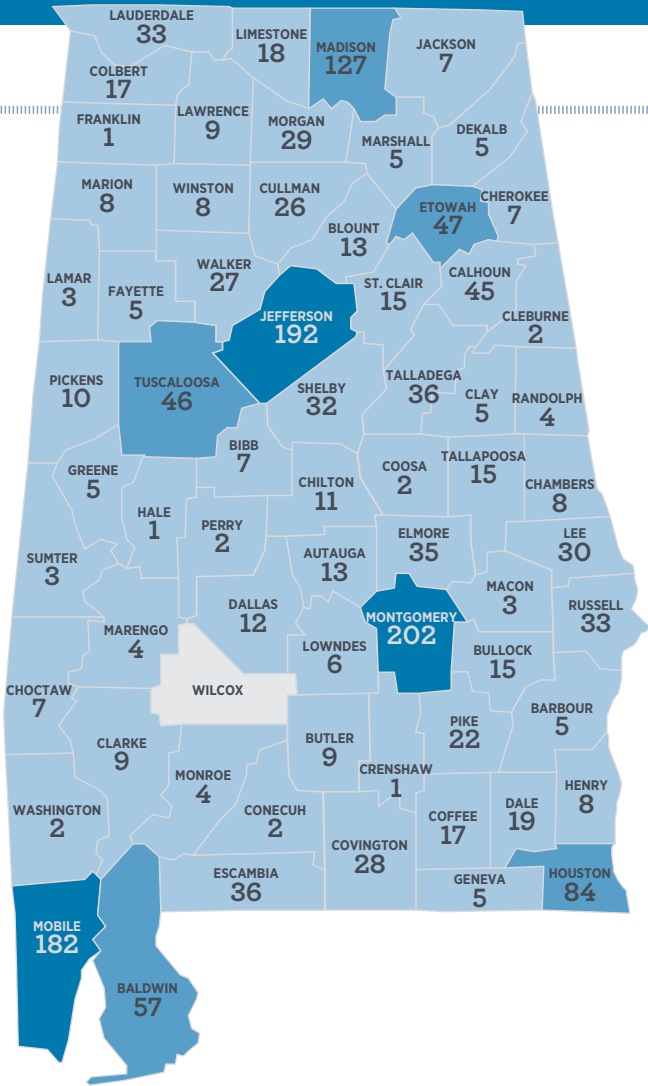 LAUDERDALE
33
LIMESTONE
18
MADISON
127
JACKSON
7
COLBERT
17
FRANKLIN
1
LAWRENCE
9
MORGAN
29
MARSHALL
5
DEKALB
5
MARION
8
WINSTON
8
CULLMAN
26
BLOUNT
13
ETOWAH
47
CHEROKEE
7
LAMAR
3
FAYETTE
5
WALKER
27
JEFFERSON
192
ST. CLAIR
15
CALHOUN
45
CLEBURNE
2
PICKENS
10
TUSCALOOSA
46
SHELBY
32
TALLADEGA
36
CLAY
5
RANDOLPH
4
GREENE
5
HALE
1
BIBB
7
PERRY
2
CHILTON
11
COOSA
2
TALLAPOOSA
15
CHAMBERS
8
SUMTER
3
AUTAUGA
13
ELMORE
35
LEE
30
MACON
3
RUSSELL
33
MARENGO
4
DALLAS
12
LOWNDES
6
MONTGOMERY
202
BULLOCK
15
CHOCTAW
7
WILCOX
CLARKE
9
MONROE
4
BUTLER
9
CRENSHAW
1
PIKE
22
BARBOUR
5
WASHINGTON
2
CONECUH
2
COVINGTON
28
COFFEE
17
DALE
19
HENRY
8
ESCAMBIA
36
GENEVA
5
HOUSTON
84
MOBILE
182
BALDWIN
57